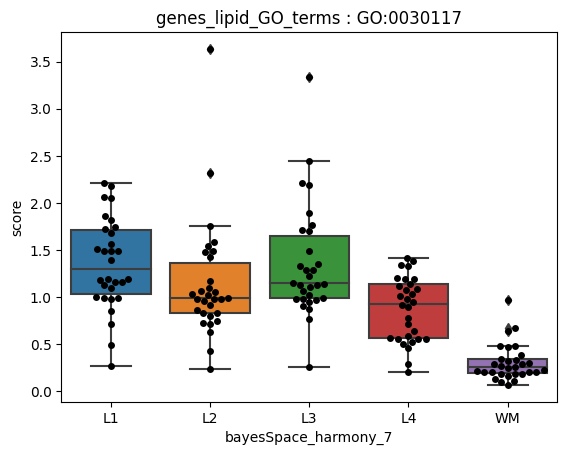 genes_lipid_GO_terms : GO:0030117
3.5
3.0
2.5
2.0
1.5
1.0
0.5
0.0
score
L1 L2 L3 L4 WM
bayesSpace_harmony_7